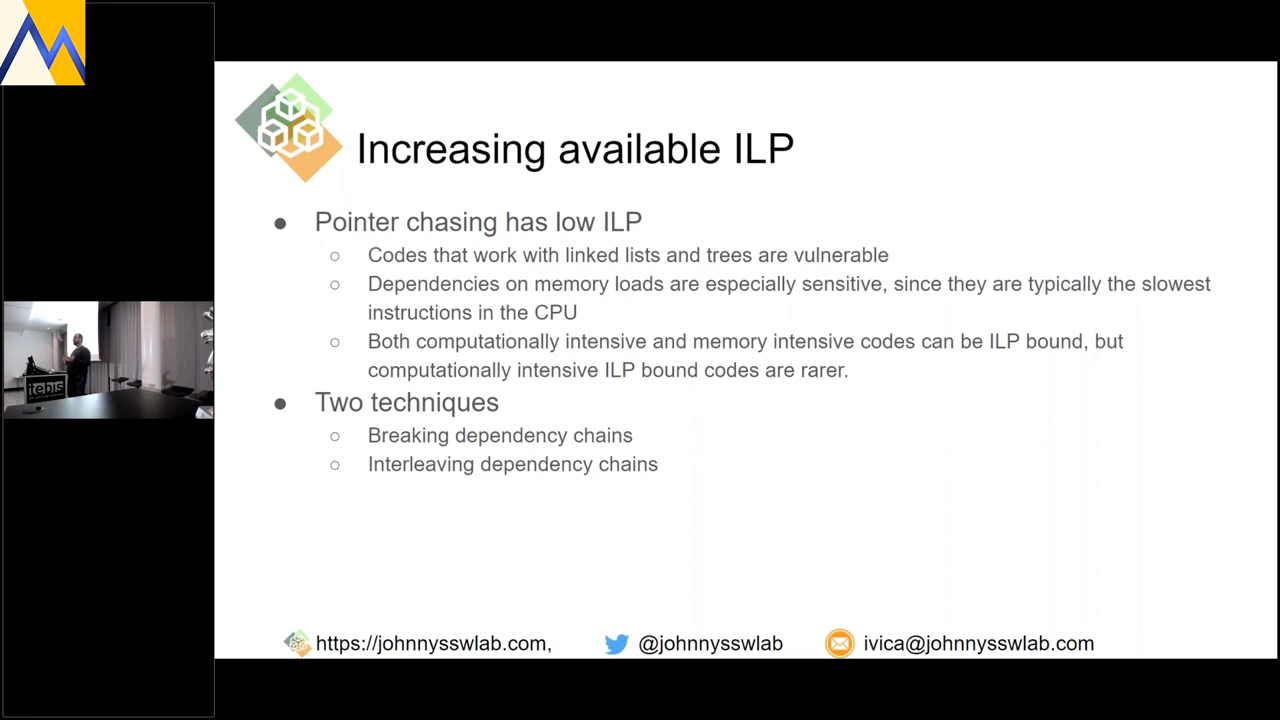 Increasing available ILP
● Pointer chasing has low ILP
○ Codes that work with linked lists and trees are vulnerable
○ Dependencies on memory loads are especially sensitive, since they are typically the slowest
instructions in the CPU
○ Both computationally intensive and memory intensive codes can be ILP bound, but
computationally intensive ILP bound codes are rarer.
● Two techniques
○ Breaking dependency chains
○ Interleaving dependency chains
tebis
https://johnnysswlab.com, @johnnysswlab ivica@johnnysswlab.com